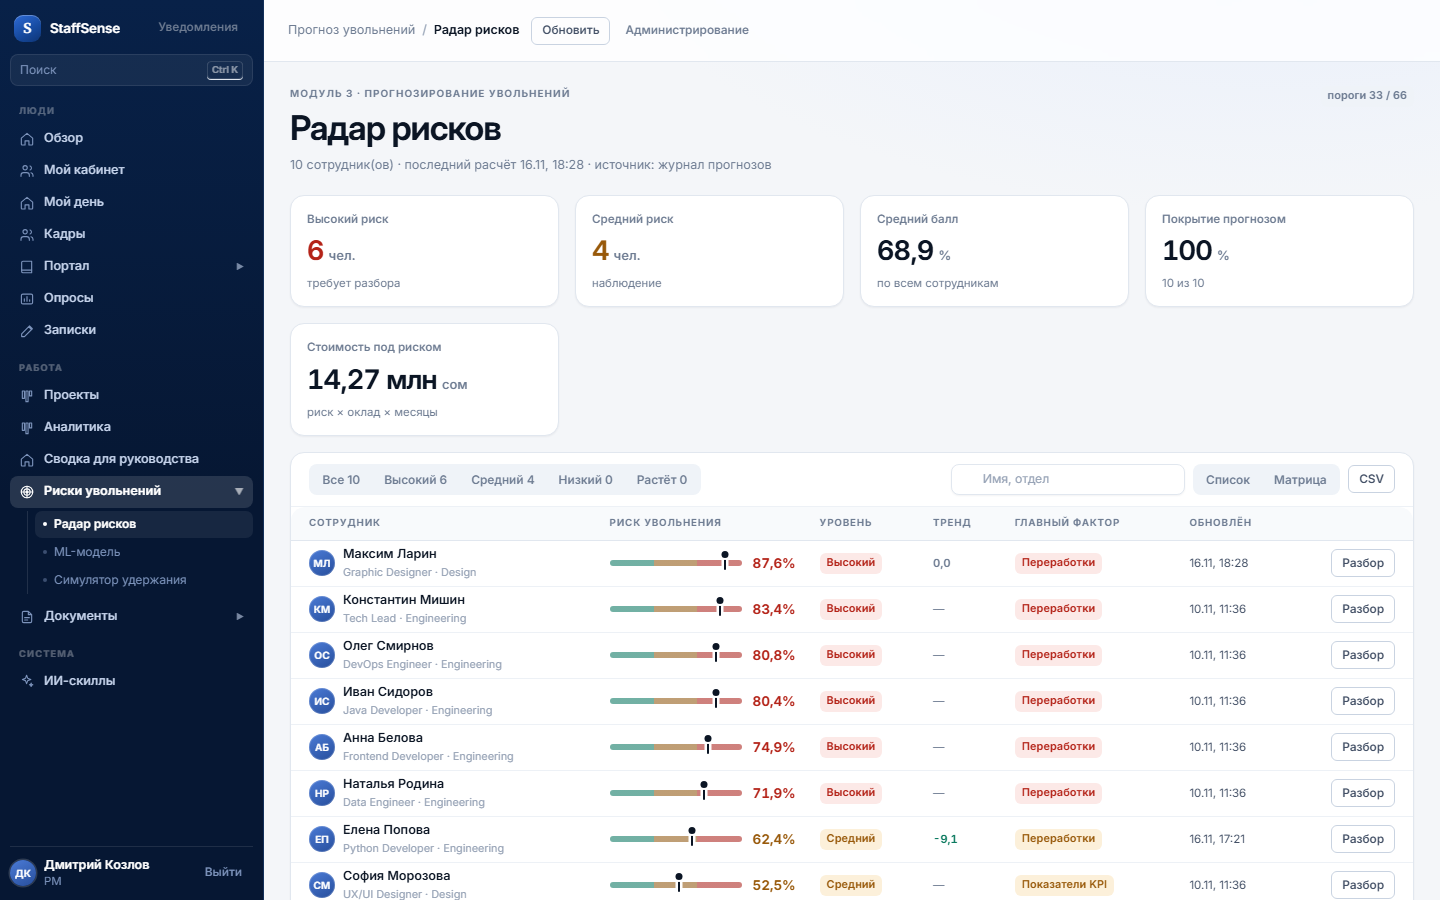 S StaffSense Уведомления
Поиск Ctrl K
ЛЮДИ
Обзор
Мой кабинет
Мой день
Кадры
Портал
Опросы
Записки
РАБОТА
Проекты
Аналитика
Сводка для руководства
Риски увольнений
Радар рисков
ML-модель
Симулятор удержания
Документы
СИСТЕМА
ИИ-скиллы
ДК Дмитрий Козлов
PM
Выйти
Прогноз увольнений / Радар рисков Обновить Администрирование
МОДУЛЬ 3 · ПРОГНОЗИРОВАНИЕ УВОЛЬНЕНИЙ
пороги 33 / 66
Радар рисков
10 сотрудник(ов) · последний расчёт 16.11, 18:28 · источник: журнал прогнозов
Высокий риск
6 чел.
требует разбора
Средний риск
4 чел.
наблюдение
Средний балл
68,9 %
по всем сотрудникам
Покрытие прогнозом
100 %
10 из 10
Стоимость под риском
14,27 млн сом
риск × оклад × месяцы
Все 10 Высокий 6 Средний 4 Низкий 0 Растёт 0 Имя, отдел Список Матрица CSV
СОТРУДНИК РИСК УВОЛЬНЕНИЯ УРОВЕНЬ ТРЕНД ГЛАВНЫЙ ФАКТОР ОБНОВЛЁН
МЛ Максим Ларин 87,6% Высокий 0,0 Переработки 16.11, 18:28 Разбор
Graphic Designer · Design
КМ Константин Мишин 83,4% Высокий — Переработки 10.11, 11:36 Разбор
Tech Lead · Engineering
ОС Олег Смирнов 80,8% Высокий — Переработки 10.11, 11:36 Разбор
DevOps Engineer · Engineering
ИС Иван Сидоров 80,4% Высокий — Переработки 10.11, 11:36 Разбор
Java Developer · Engineering
АБ Анна Белова 74,9% Высокий — Переработки 10.11, 11:36 Разбор
Frontend Developer · Engineering
НР Наталья Родина 71,9% Высокий — Переработки 10.11, 11:36 Разбор
Data Engineer · Engineering
ЕП Елена Попова 62,4% Средний -9,1 Переработки 16.11, 17:21 Разбор
Python Developer · Engineering
СМ София Морозова 52,5% Средний — Показатели KPI 10.11, 11:36 Разбор
UX/UI Designer · Design